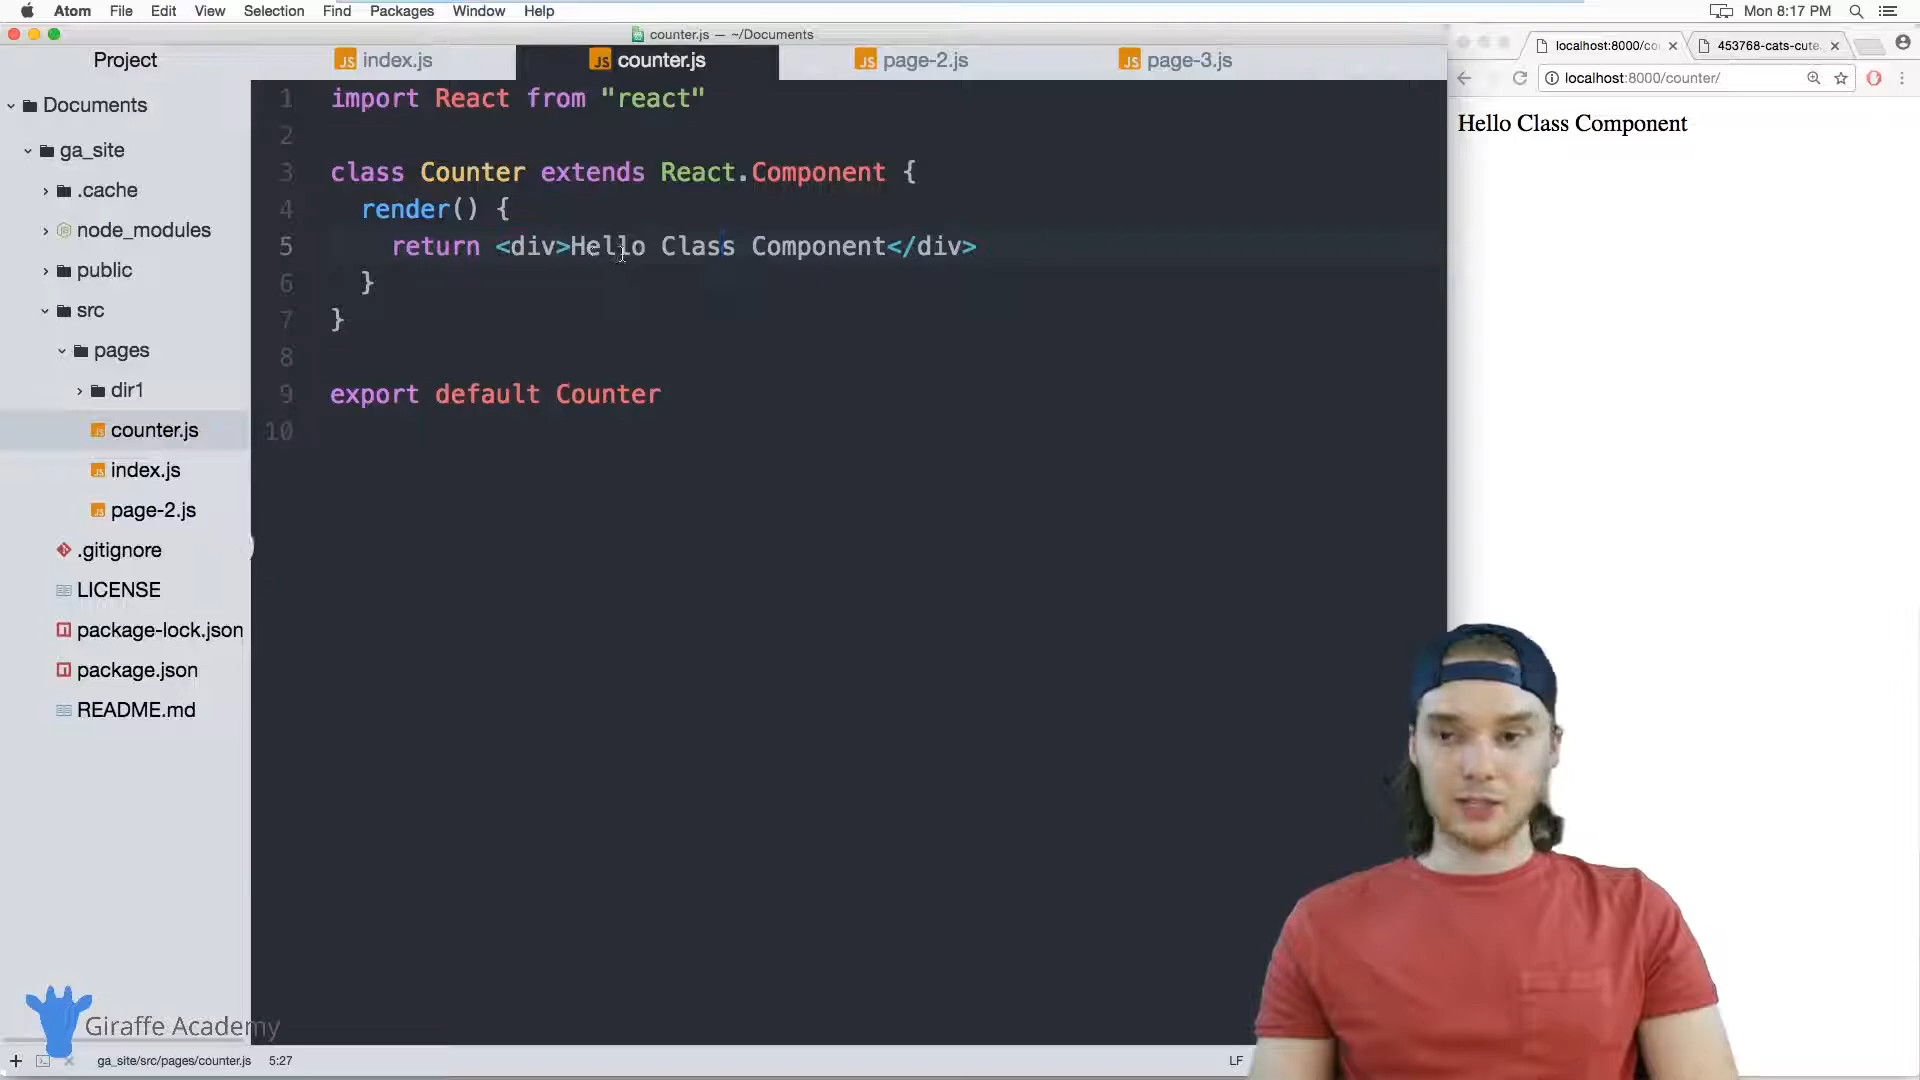 Atom File Edit View Selection Find Packages Window Help Mon 8:17 PM
counter.js — ~/Documents
Project
index.js
counter.js
page-2.js
page-3.js
localhost:8000/co
453768-cats-cute
localhost:8000/counter/
Hello Class Component
Documents
ga_site
.cache
node_modules
public
src
pages
dir1
counter.js
index.js
page-2.js
.gitignore
LICENSE
package-lock.json
package.json
README.md
1 import React from "react"
2
3 class Counter extends React.Component {
4 render() {
5 return <div>Hello Class Component</div>
6 }
7 }
8
9 export default Counter
10
Giraffe Academy
ga_site/src/pages/counter.js 5:27
LF